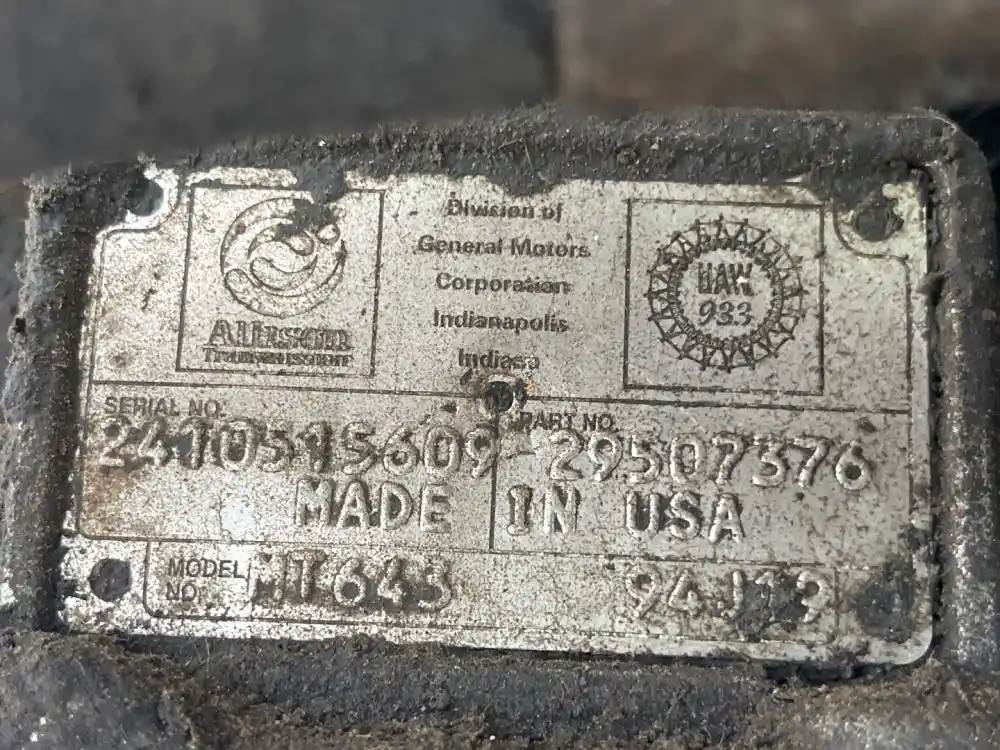 ALLISON
TRANSMISSION
Division of
General Motors
Corporation
Indianapolis
Indiana
UAW
933
SERIAL NO.
2410515609
PART NO.
29507376
MADE IN USA
MODEL NO.
MT643
94J13